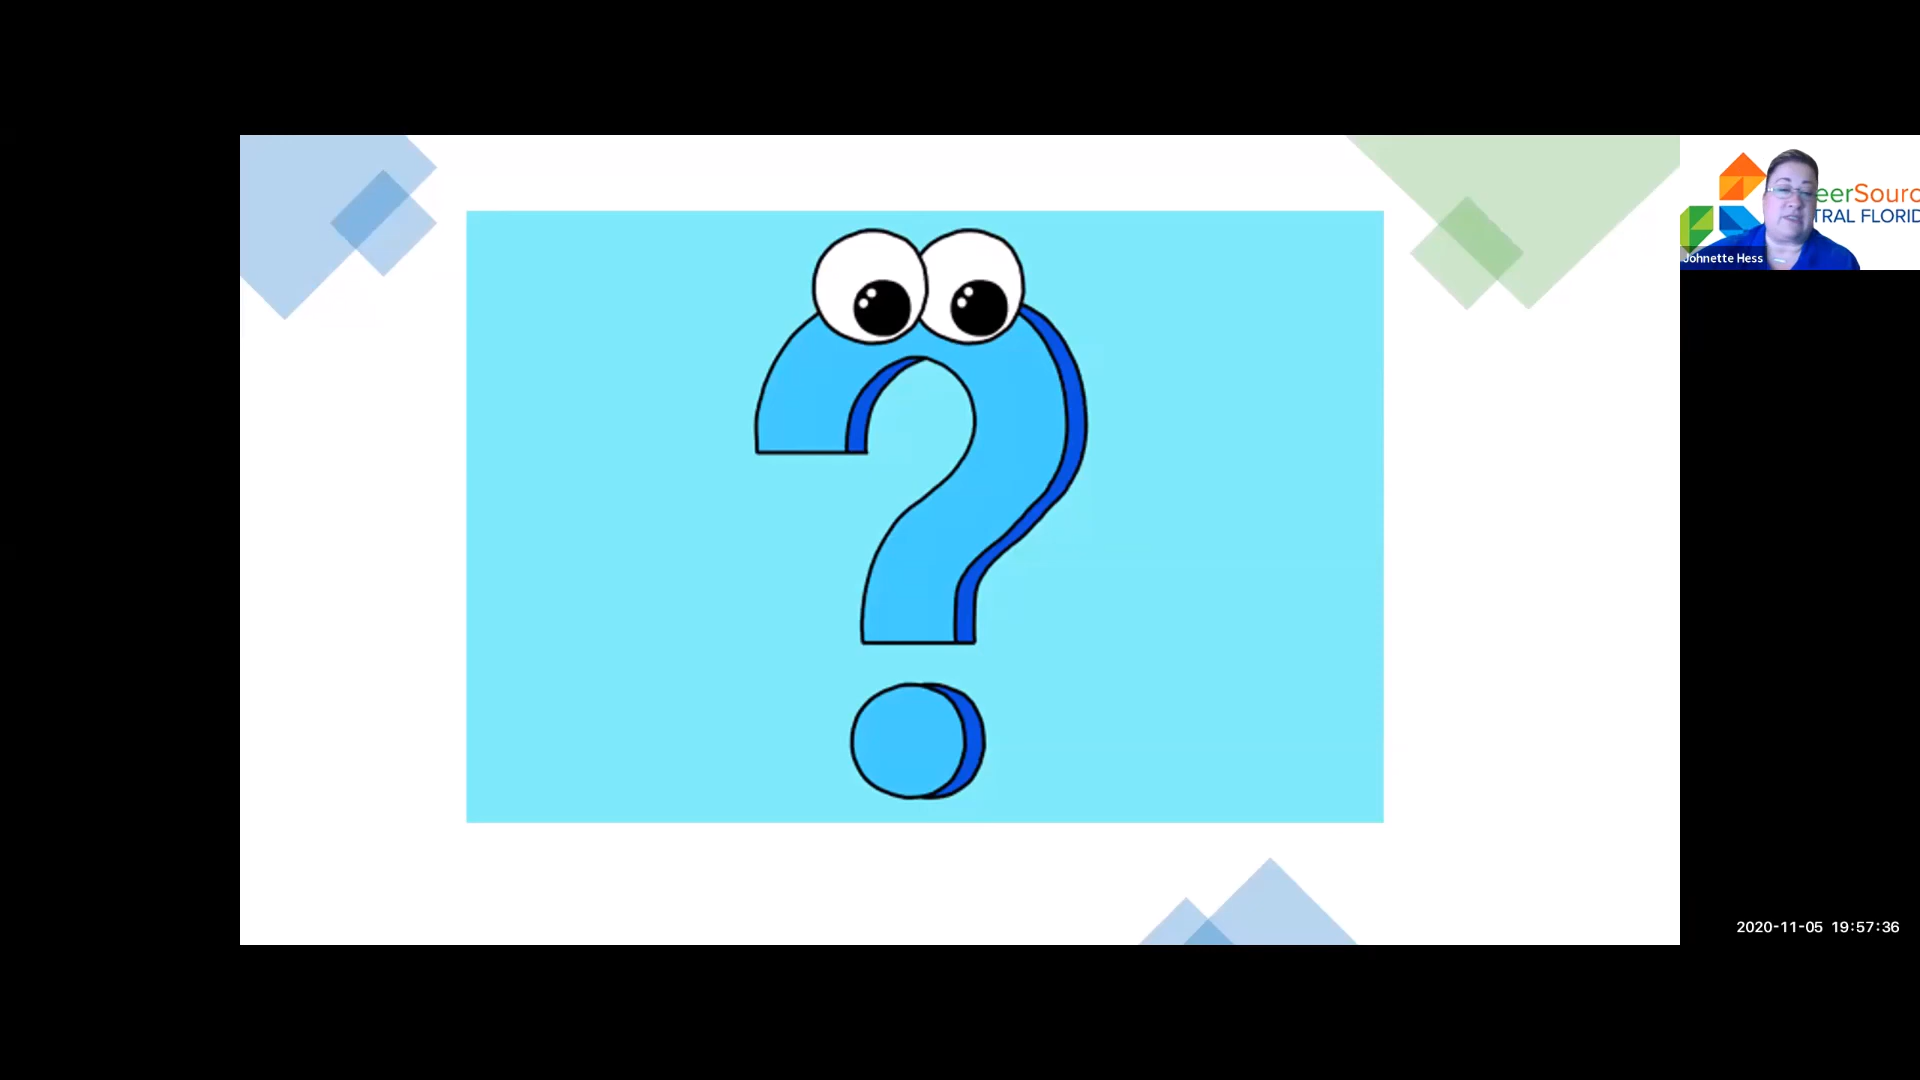 ?
eerSourc
TRAL FLORID
Johnette Hess
2020-11-05 19:57:36